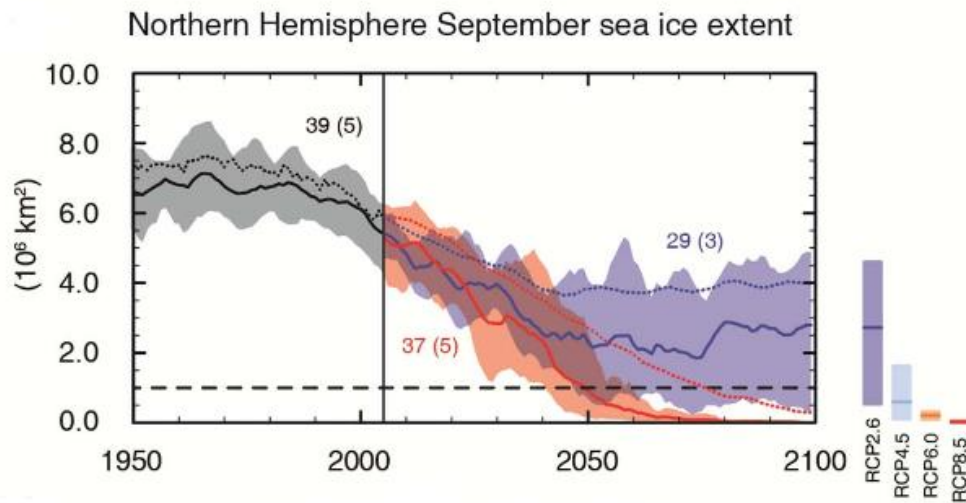 Northern Hemisphere September sea ice extent
(10⁶ km²)
10.0
8.0
6.0
4.0
2.0
0.0
39 (5)
29 (3)
37 (5)
1950
2000
2050
2100
RCP2.6
RCP4.5
RCP6.0
RCP8.5